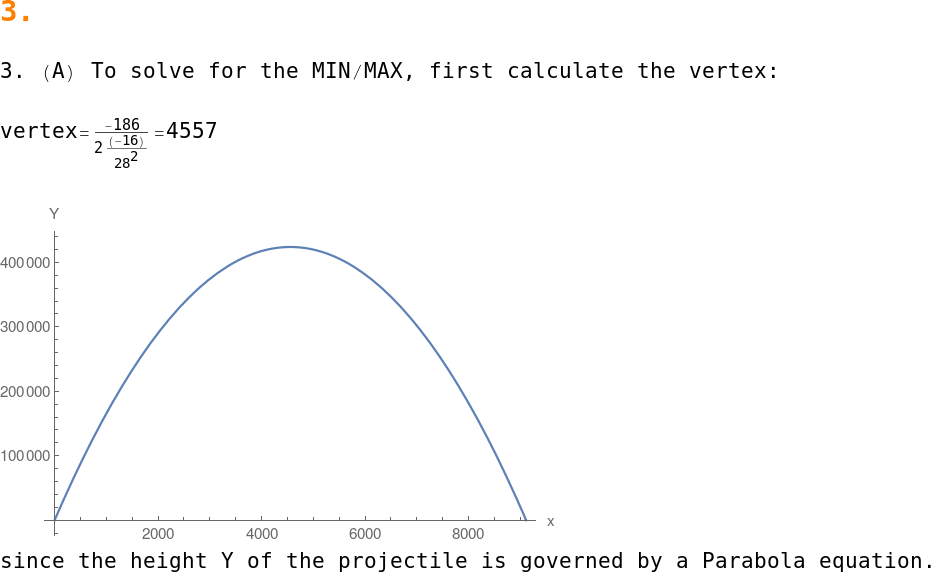 3.
3. (A) To solve for the MIN/MAX, first calculate the vertex:
vertex= -186 / (2 (-16)/28^2) =4557
Y
400 000
300 000
200 000
100 000
2000 4000 6000 8000 x
since the height Y of the projectile is governed by a Parabola equation.